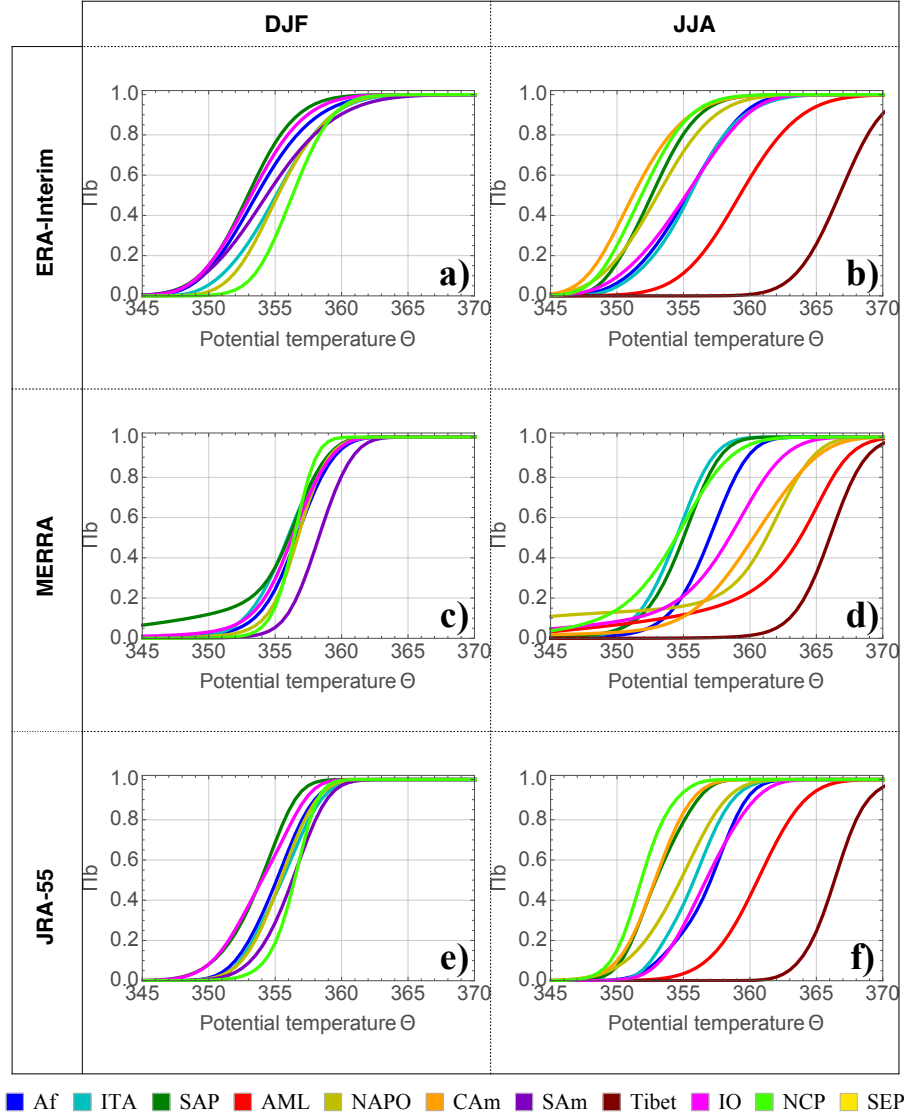 DJF JJA
ERA-Interim
1.0 0.8 0.6 0.4 0.2 0.0
Πb
a)
345 350 355 360 365 370
Potential temperature Θ
1.0 0.8 0.6 0.4 0.2 0.0
Πb
b)
345 350 355 360 365 370
Potential temperature Θ
MERRA
1.0 0.8 0.6 0.4 0.2 0.0
Πb
c)
345 350 355 360 365 370
Potential temperature Θ
1.0 0.8 0.6 0.4 0.2 0.0
Πb
d)
345 350 355 360 365 370
Potential temperature Θ
JRA-55
1.0 0.8 0.6 0.4 0.2 0.0
Πb
e)
345 350 355 360 365 370
Potential temperature Θ
1.0 0.8 0.6 0.4 0.2 0.0
Πb
f)
345 350 355 360 365 370
Potential temperature Θ
Af ITA SAP AML NAPO CAm SAm Tibet IO NCP SEP